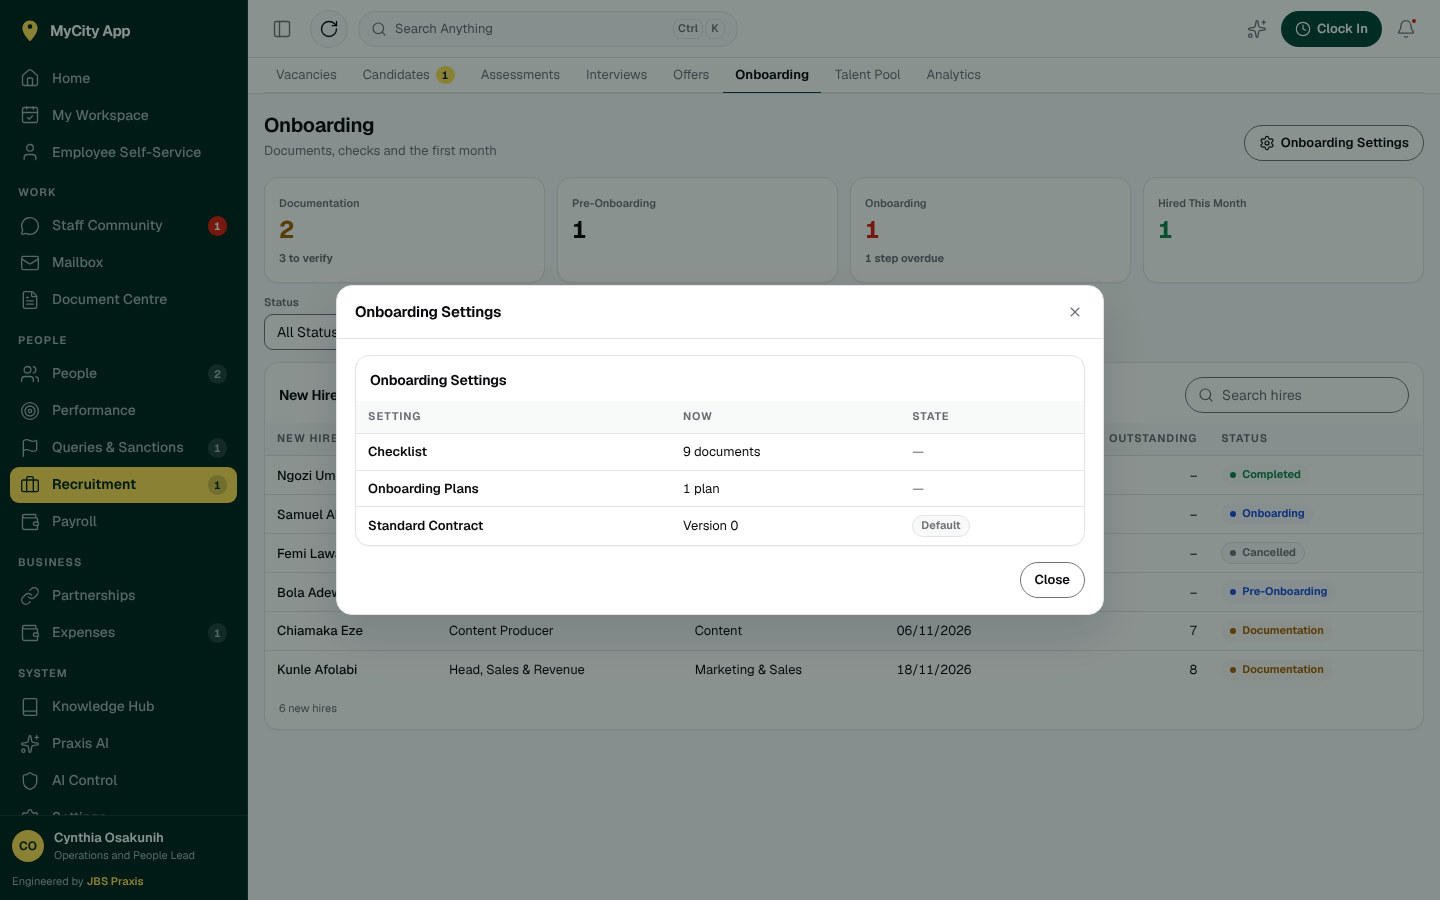 MyCity App
Home
My Workspace
Employee Self-Service
WORK
Staff Community 1
Mailbox
Document Centre
PEOPLE
People 2
Performance
Queries & Sanctions 1
Recruitment 1
Payroll
BUSINESS
Partnerships
Expenses 1
SYSTEM
Knowledge Hub
Praxis AI
AI Control
CO
Cynthia Osakunih
Operations and People Lead
Engineered by JBS Praxis
Search Anything Ctrl K
Clock In
Vacancies Candidates 1 Assessments Interviews Offers Onboarding Talent Pool Analytics
Onboarding
Documents, checks and the first month
Onboarding Settings
Documentation
2
3 to verify
Pre-Onboarding
1
Onboarding
1
1 step overdue
Hired This Month
1
Status
All Status
Onboarding Settings
Onboarding Settings
SETTING NOW STATE
Checklist 9 documents —
Onboarding Plans 1 plan —
Standard Contract Version 0 Default
Close
New Hire
Search hires
NEW HIRE OUTSTANDING STATUS
Ngozi Um – Completed
Samuel A – Onboarding
Femi Law – Cancelled
Bola Adew – Pre-Onboarding
Chiamaka Eze Content Producer Content 06/11/2026 7 Documentation
Kunle Afolabi Head, Sales & Revenue Marketing & Sales 18/11/2026 8 Documentation
6 new hires